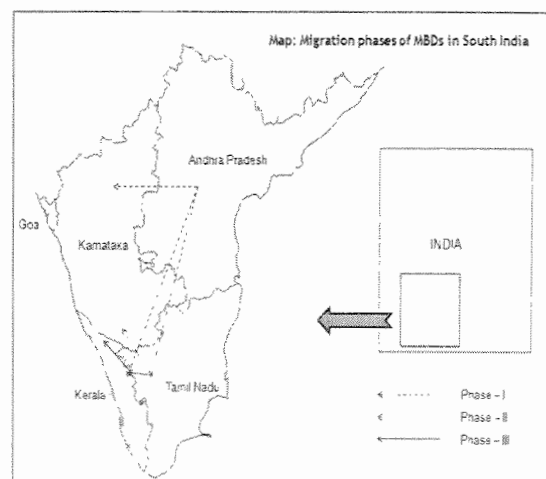 Map: Migration phases of MBDs in South India
Andhra Pradesh
Goa
Karnataka
INDIA
Kerala
Tamil Nadu
Phase - I
Phase - II
Phase - III